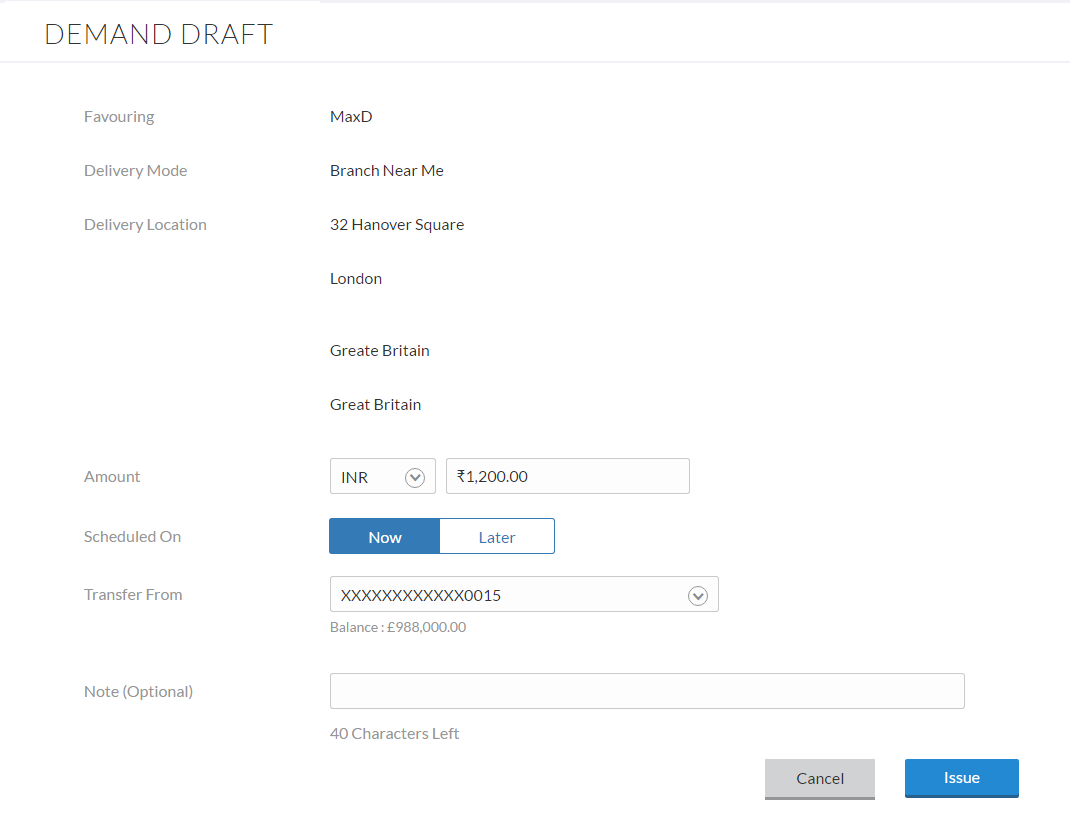 DEMAND DRAFT
Favouring MaxD
Delivery Mode Branch Near Me
Delivery Location 32 Hanover Square
London
Greate Britain
Great Britain
Amount INR ₹1,200.00
Scheduled On Now Later
Transfer From XXXXXXXXXXXX0015
Balance : £988,000.00
Note (Optional)
40 Characters Left
Cancel Issue